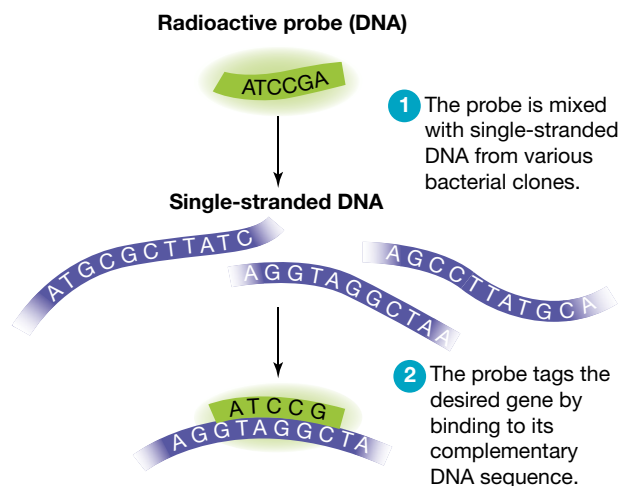 Radioactive probe (DNA)
ATCCGA
1 The probe is mixed
with single-stranded
DNA from various
bacterial clones.
Single-stranded DNA
ATGCGCTTATC
AGGTAGGCTAA
AGCCTTATGCA
2 The probe tags the
desired gene by
binding to its
complementary
DNA sequence.
ATCCG
AGGTAGGCTA